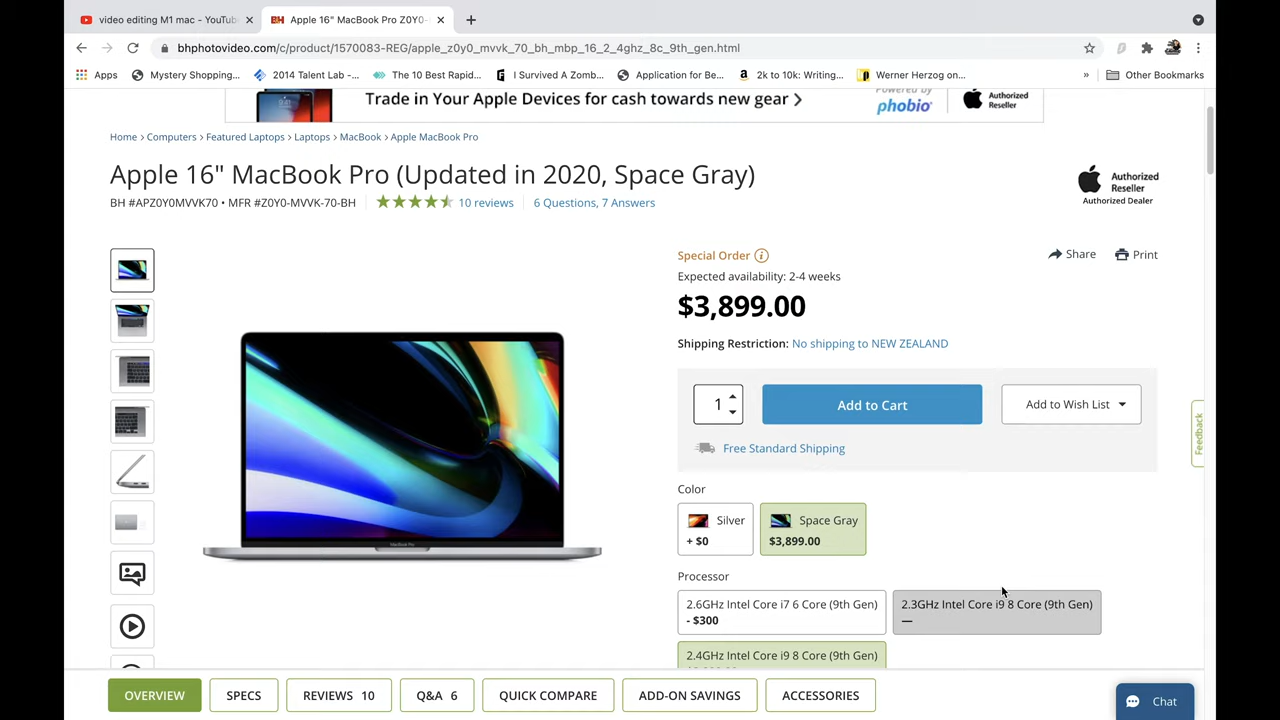 video editing M1 mac - YouTub
Apple 16" MacBook Pro Z0Y0-
bhphotovideo.com/c/product/1570083-REG/apple_z0y0_mvvk_70_bh_mbp_16_2_4ghz_8c_9th_gen.html
Apps
Mystery Shopping...
2014 Talent Lab -...
The 10 Best Rapid...
I Survived A Zomb...
Application for Be...
2k to 10k: Writing...
Werner Herzog on...
»
Other Bookmarks
Trade in Your Apple Devices for cash towards new gear
Powered by
phobio
Authorized
Reseller
Home > Computers > Featured Laptops > Laptops > MacBook > Apple MacBook Pro
Apple 16" MacBook Pro (Updated in 2020, Space Gray)
BH #APZ0Y0MVVK70 • MFR #Z0Y0-MVVK-70-BH
10 reviews
6 Questions, 7 Answers
Authorized
Reseller
Authorized Dealer
Special Order
Share
Print
Expected availability: 2-4 weeks
$3,899.00
Shipping Restriction: No shipping to NEW ZEALAND
1
Add to Cart
Add to Wish List
Free Standard Shipping
Feedback
Color
Silver
+ $0
Space Gray
$3,899.00
Processor
2.6GHz Intel Core i7 6 Core (9th Gen)
- $300
2.3GHz Intel Core i9 8 Core (9th Gen)
—
2.4GHz Intel Core i9 8 Core (9th Gen)
OVERVIEW
SPECS
REVIEWS 10
Q&A 6
QUICK COMPARE
ADD-ON SAVINGS
ACCESSORIES
Chat